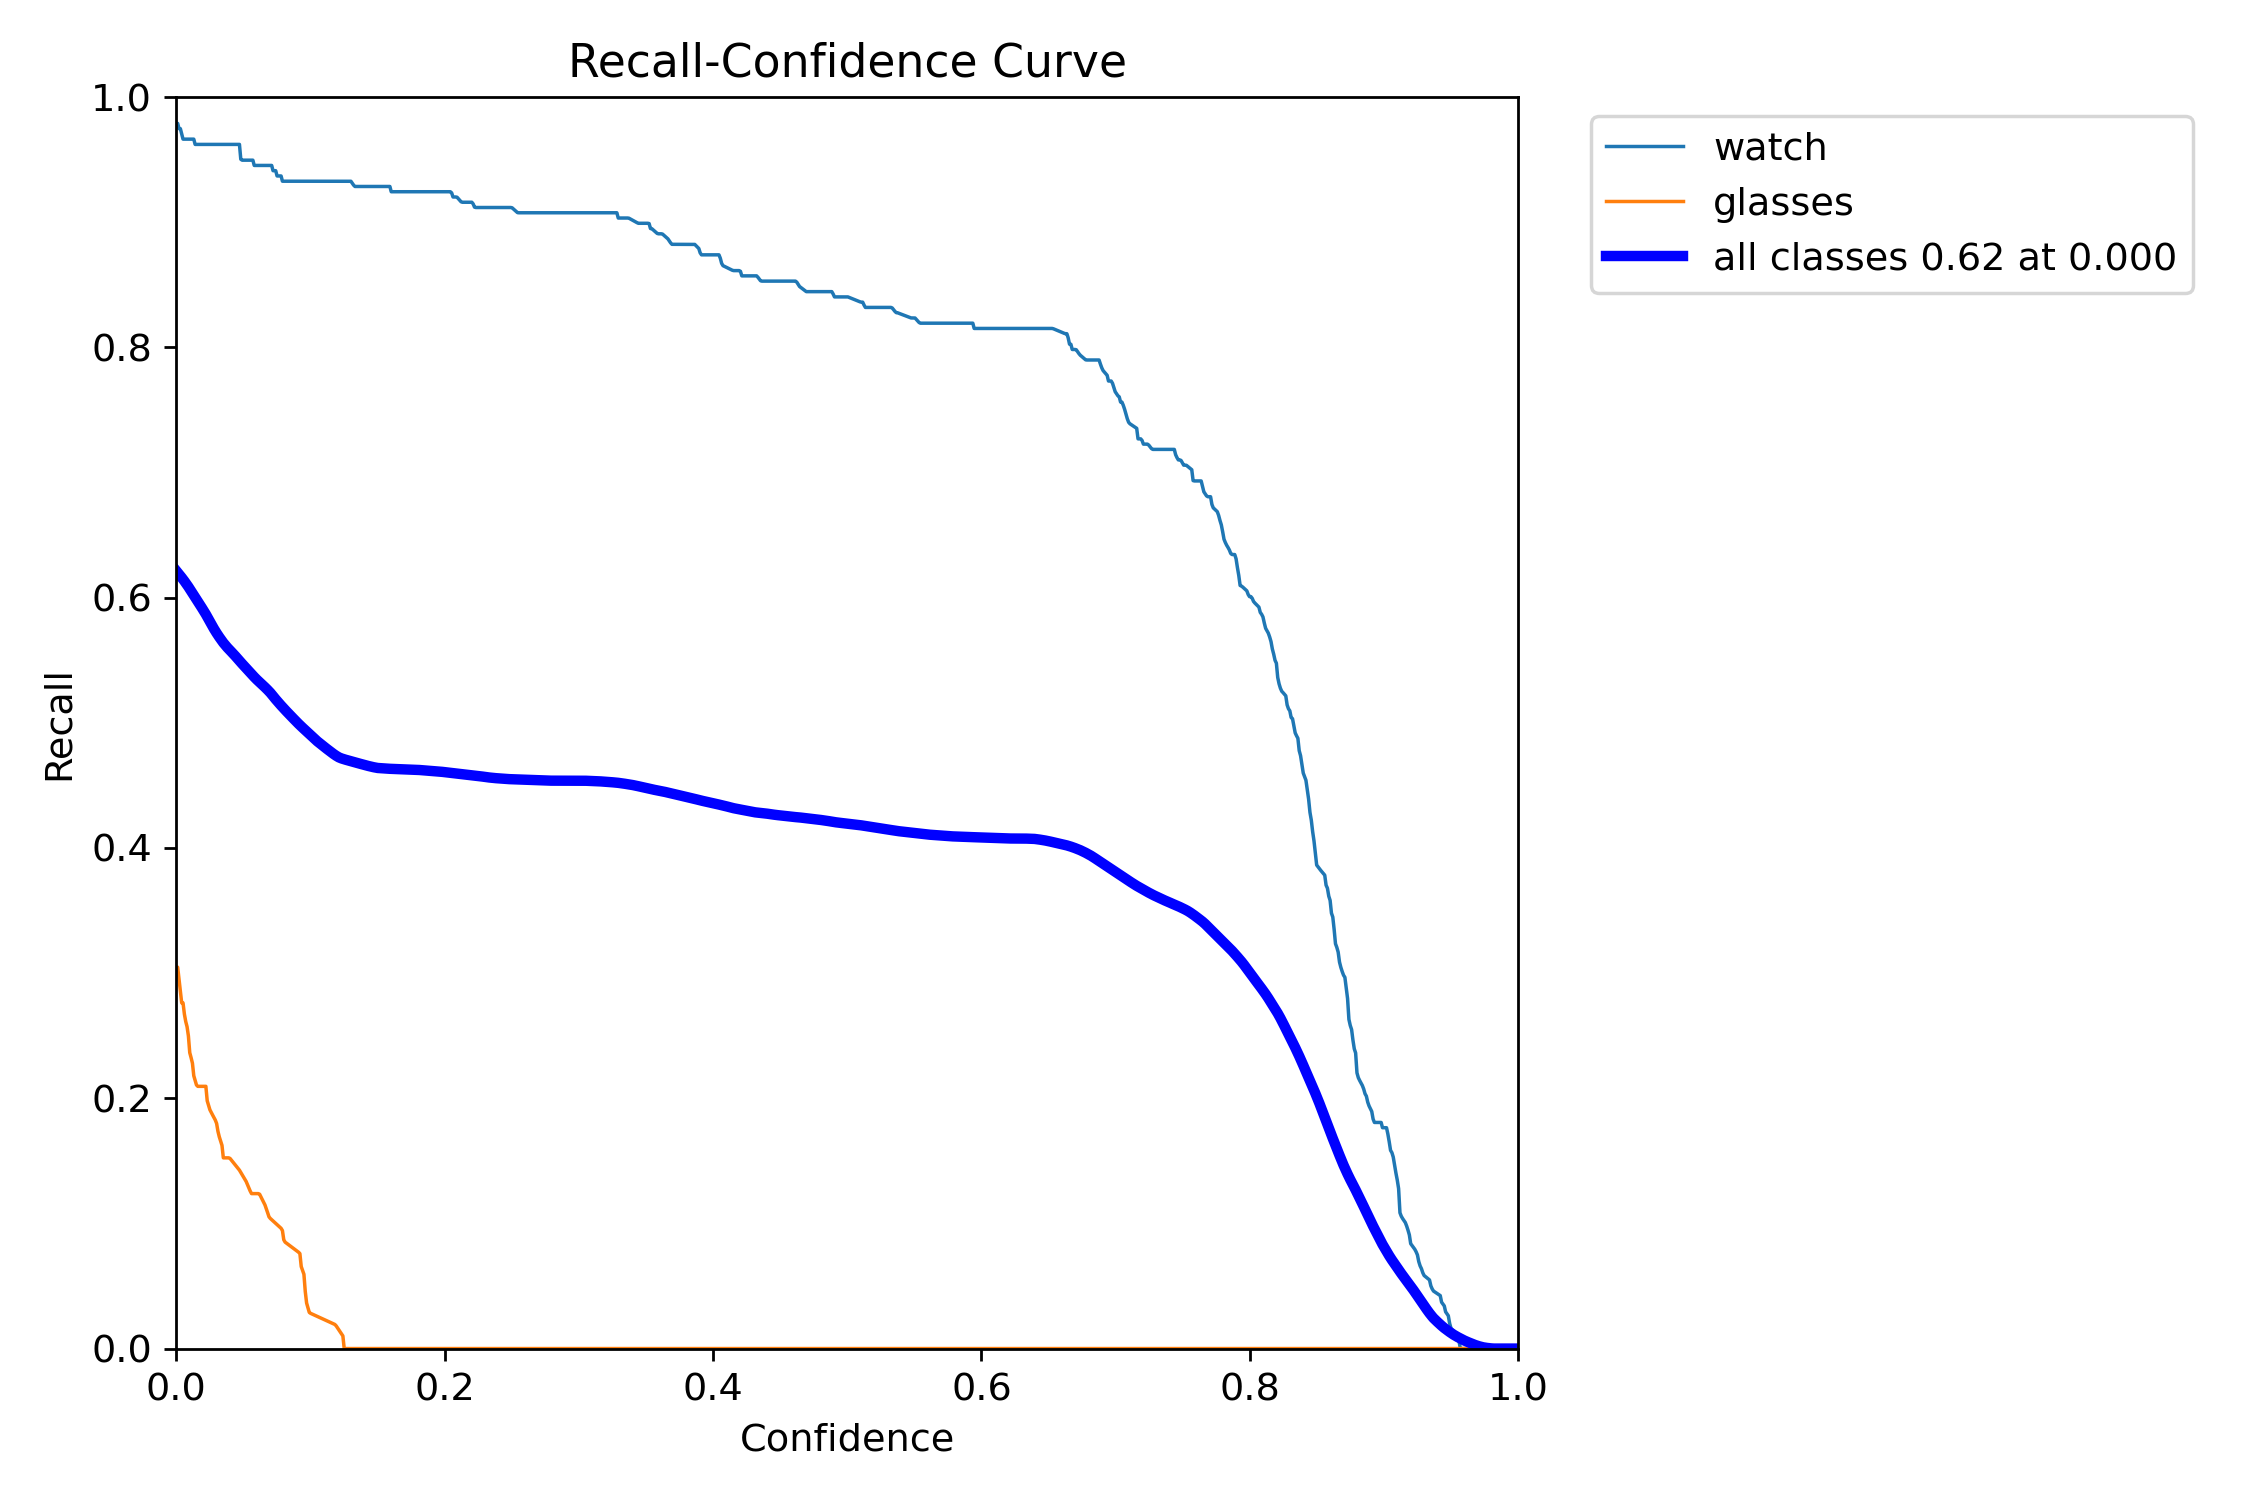 Recall-Confidence Curve
1.0
0.8
0.6
0.4
0.2
0.0
Recall
0.0 0.2 0.4 0.6 0.8 1.0
Confidence
watch
glasses
all classes 0.62 at 0.000